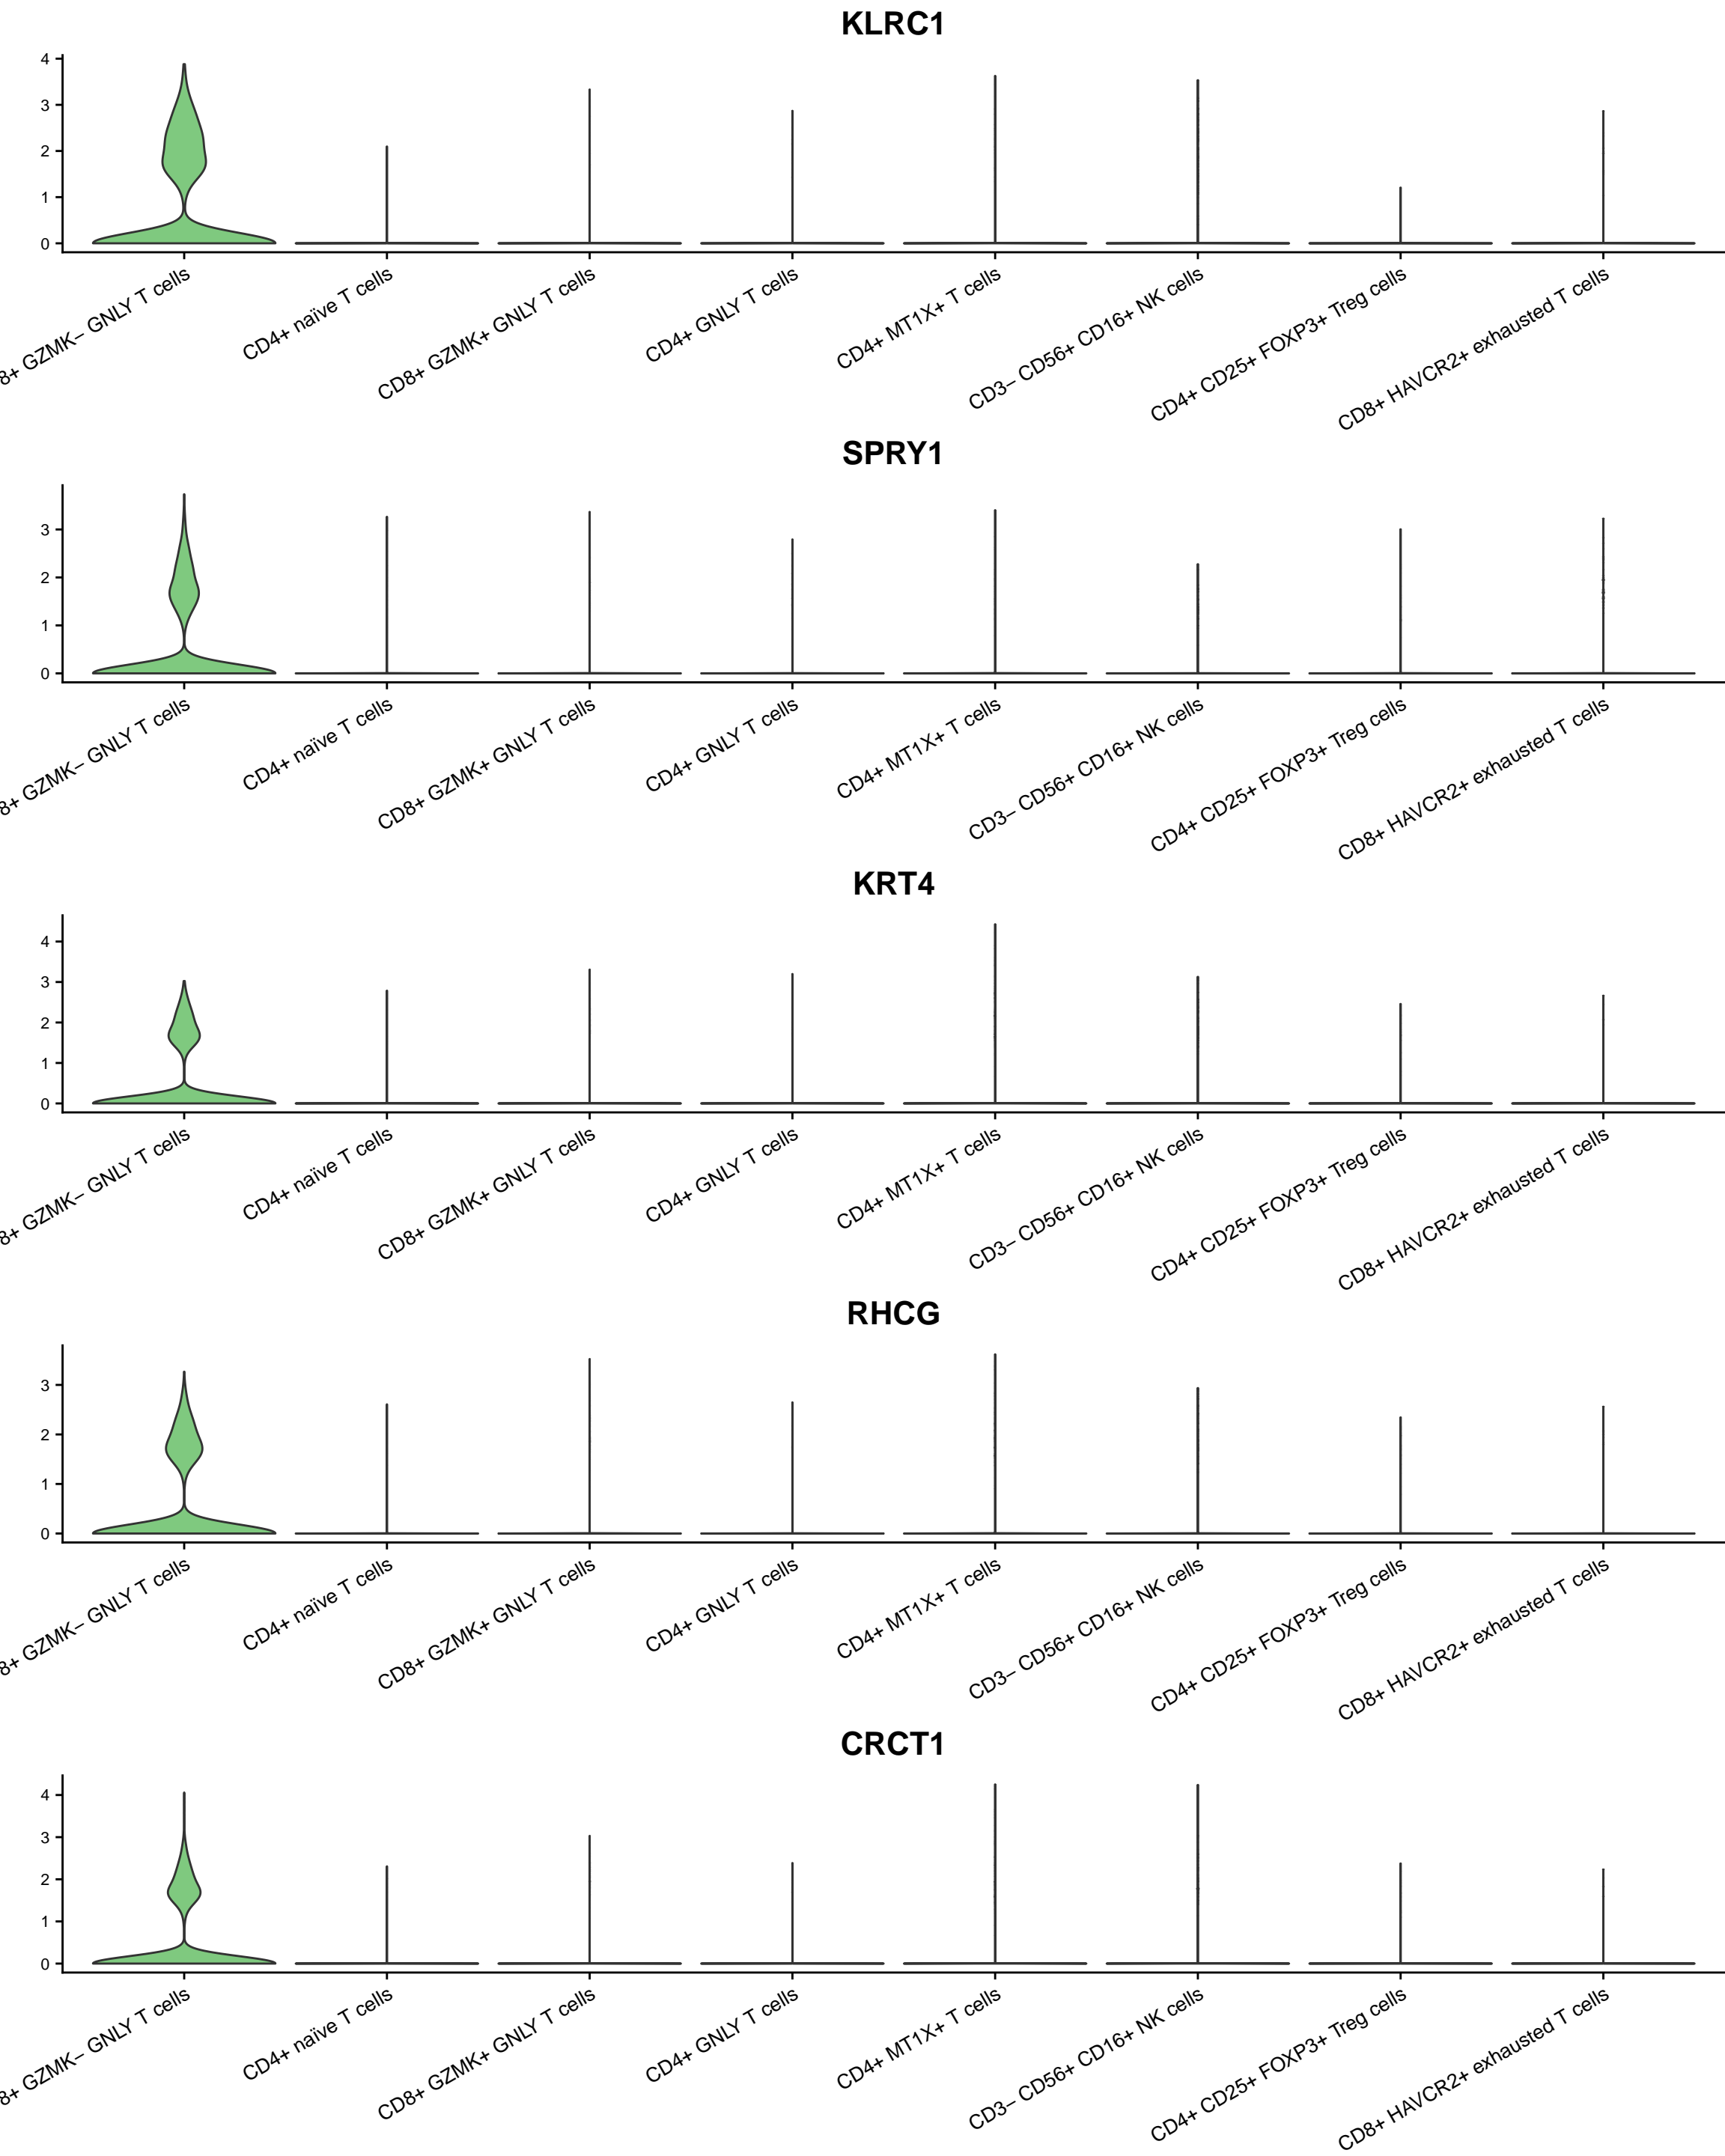 KLRC1
4
3
2
1
0
8+ GZMK– GNLY T cells
CD4+ naïve T cells
CD8+ GZMK+ GNLY T cells
CD4+ GNLY T cells
CD4+ MT1X+ T cells
CD3– CD56+ CD16+ NK cells
CD4+ CD25+ FOXP3+ Treg cells
CD8+ HAVCR2+ exhausted T cells
SPRY1
3
2
1
0
8+ GZMK– GNLY T cells
CD4+ naïve T cells
CD8+ GZMK+ GNLY T cells
CD4+ GNLY T cells
CD4+ MT1X+ T cells
CD3– CD56+ CD16+ NK cells
CD4+ CD25+ FOXP3+ Treg cells
CD8+ HAVCR2+ exhausted T cells
KRT4
4
3
2
1
0
8+ GZMK– GNLY T cells
CD4+ naïve T cells
CD8+ GZMK+ GNLY T cells
CD4+ GNLY T cells
CD4+ MT1X+ T cells
CD3– CD56+ CD16+ NK cells
CD4+ CD25+ FOXP3+ Treg cells
CD8+ HAVCR2+ exhausted T cells
RHCG
3
2
1
0
8+ GZMK– GNLY T cells
CD4+ naïve T cells
CD8+ GZMK+ GNLY T cells
CD4+ GNLY T cells
CD4+ MT1X+ T cells
CD3– CD56+ CD16+ NK cells
CD4+ CD25+ FOXP3+ Treg cells
CD8+ HAVCR2+ exhausted T cells
CRCT1
4
3
2
1
0
8+ GZMK– GNLY T cells
CD4+ naïve T cells
CD8+ GZMK+ GNLY T cells
CD4+ GNLY T cells
CD4+ MT1X+ T cells
CD3– CD56+ CD16+ NK cells
CD4+ CD25+ FOXP3+ Treg cells
CD8+ HAVCR2+ exhausted T cells